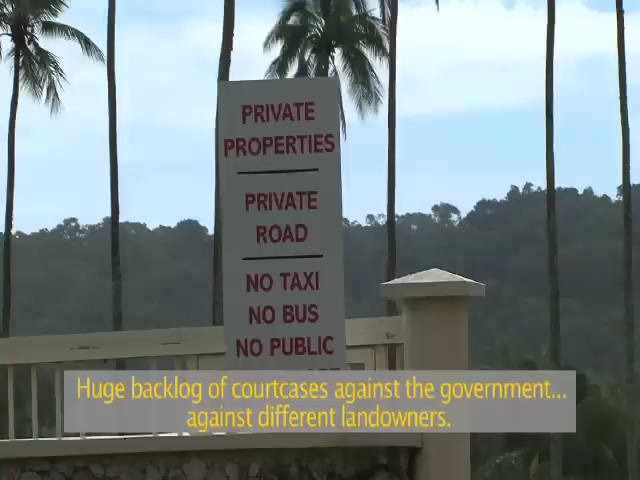 PRIVATE
PROPERTIES
PRIVATE
ROAD
NO TAXI
NO BUS
NO PUBLIC
Huge backlog of courtcases against the government...
against different landowners.